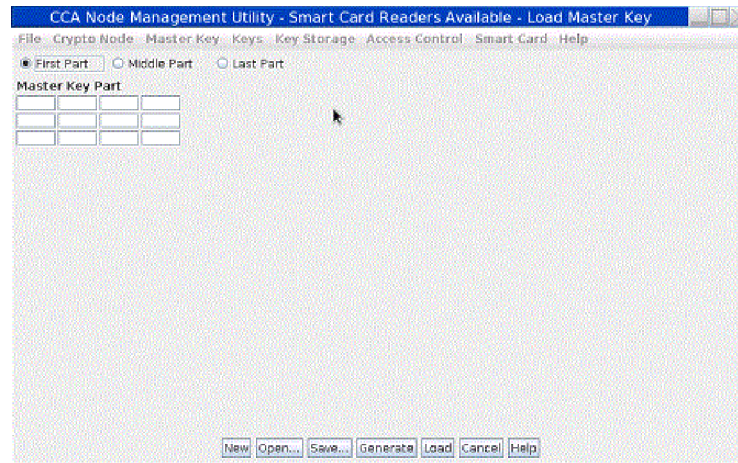 CCA Node Management Utility - Smart Card Readers Available - Load Master Key
File Crypto Node Master Key Keys Key Storage Access Control Smart Card Help
First Part Middle Part Last Part
Master Key Part
New Open... Save... Generate Load Cancel Help